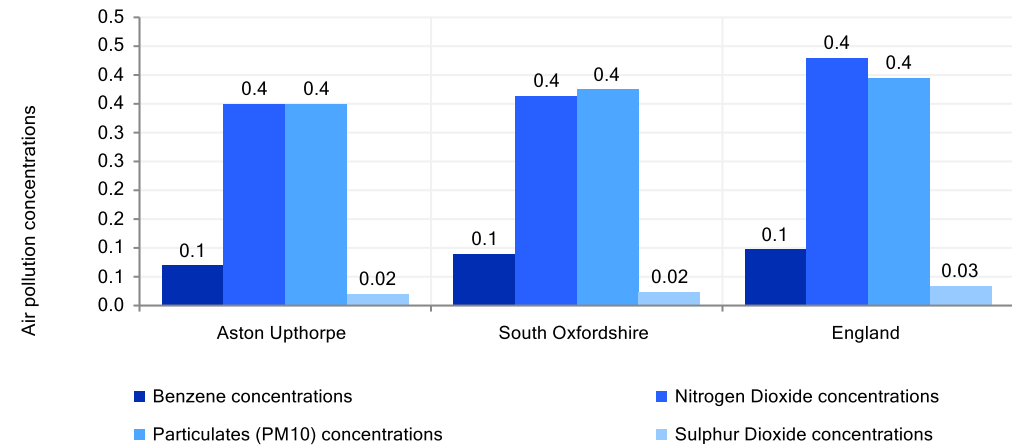 Air pollution concentrations
0.5
0.5
0.4
0.4
0.3
0.3
0.2
0.2
0.1
0.1
0.0
0.1
0.4
0.4
0.02
0.1
0.4
0.4
0.02
0.1
0.4
0.4
0.03
Aston Upthorpe
South Oxfordshire
England
Benzene concentrations
Nitrogen Dioxide concentrations
Particulates (PM10) concentrations
Sulphur Dioxide concentrations